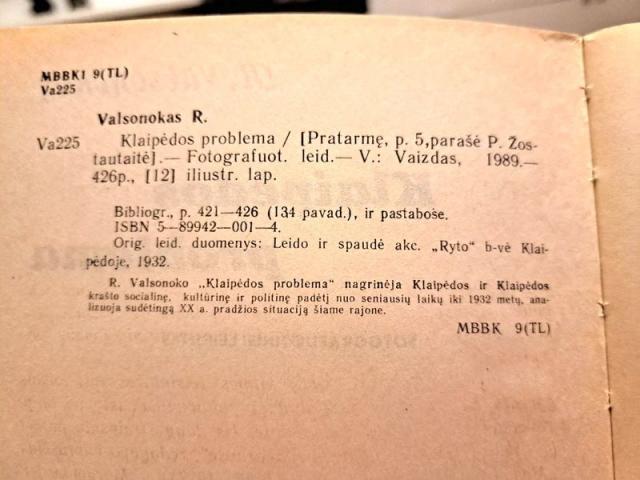 MBBKI 9(TL)
Va225
Valsonokas R.
Va225 Klaipėdos problema / [Pratarmę, p. 5,parašė P. Žos-
tautaitė].— Fotografuot. leid.— V.: Vaizdas, 1989.—
426p., [12] iliustr. lap.
Bibliogr., p. 421—426 (134 pavad.), ir pastabose.
ISBN 5—89942—001—4.
Orig. leid. duomenys: Leido ir spaudė akc. „Ryto" b-vė Klai-
pėdoje, 1932.
R. Valsonoko „Klaipėdos problema" nagrinėja Klaipėdos ir Klaipėdos
krašto socialinę, kultūrinę ir politinę padėtį nuo seniausių laikų iki 1932 metų, ana-
lizuoja sudėtingą XX a. pradžios situaciją šiame rajone.
MBBK 9(TL)